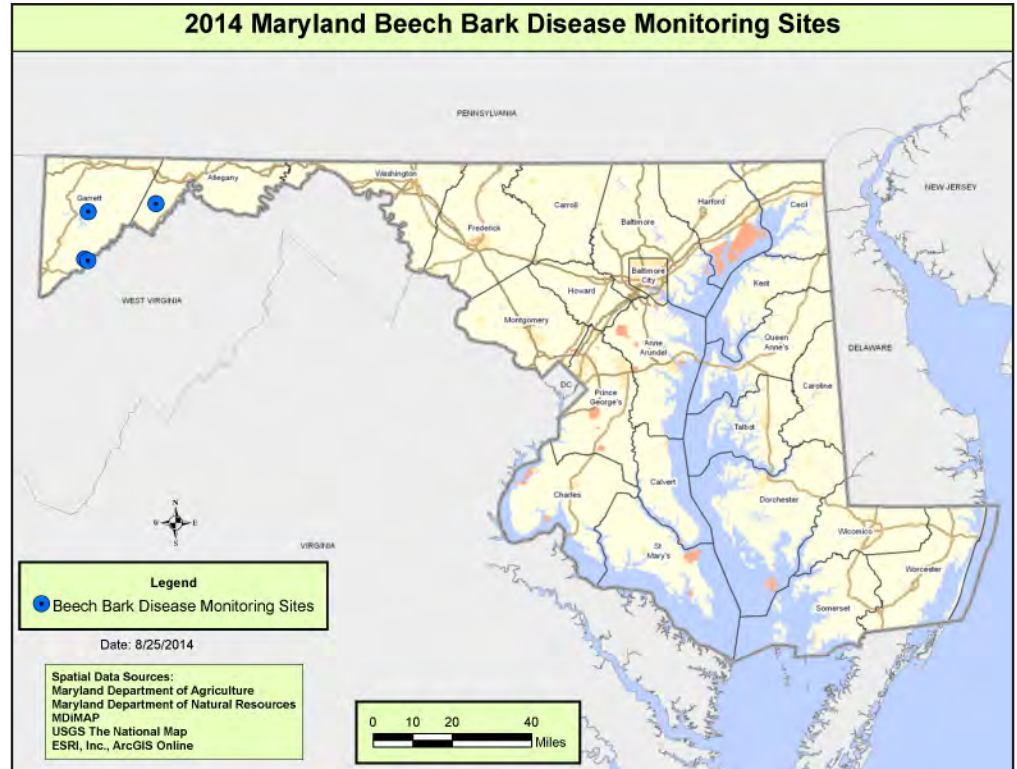 2014 Maryland Beech Bark Disease Monitoring Sites
PENNSYLVANIA
NEW JERSEY
Garrett
Allegany
Washington
Frederick
Carroll
Baltimore
Harford
Cecil
Baltimore
City
Howard
Kent
Montgomery
Anne
Arundel
Queen
Anne's
DELAWARE
WEST VIRGINIA
DC
Prince
George's
Caroline
Talbot
Calvert
Charles
Dorchester
St
Mary's
Wicomico
Worcester
Somerset
N
W
E
S
VIRGINIA
Legend
Beech Bark Disease Monitoring Sites
Date: 8/25/2014
Spatial Data Sources:
Maryland Department of Agriculture
Maryland Department of Natural Resources
MDiMAP
USGS The National Map
ESRI, Inc., ArcGIS Online
0 10 20 40
Miles